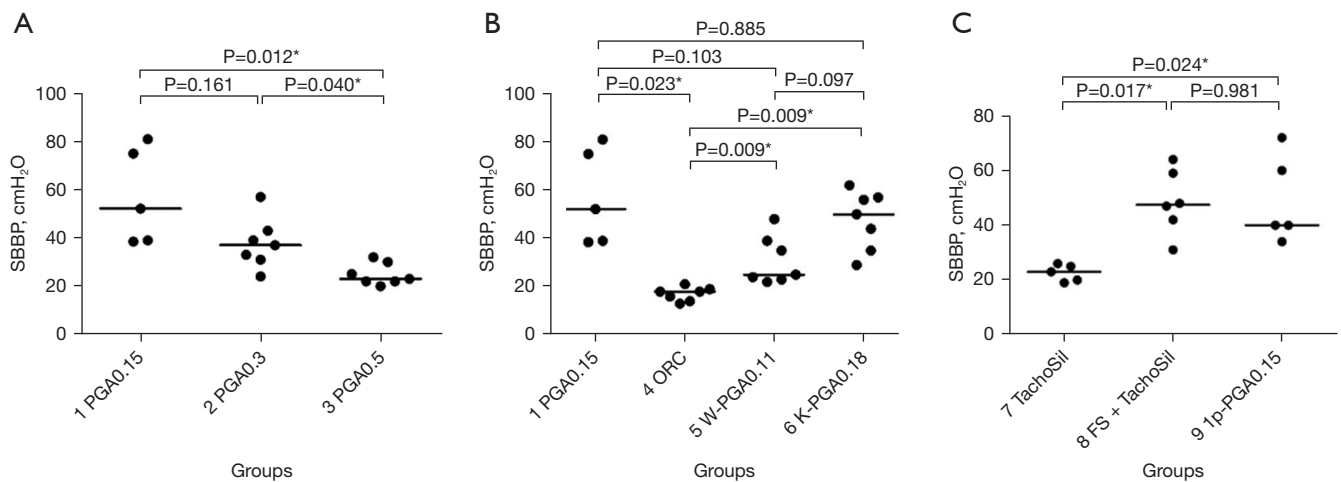 A
P=0.012*
P=0.161
P=0.040*
100
80
60
40
20
0
SBBP, cmH₂O
1 PGA0.15
2 PGA0.3
3 PGA0.5
Groups
B
P=0.885
P=0.103
P=0.023*
P=0.097
P=0.009*
P=0.009*
100
80
60
40
20
0
SBBP, cmH₂O
1 PGA0.15
4 ORC
5 W-PGA0.11
6 K-PGA0.18
Groups
C
P=0.024*
P=0.017*
P=0.981
80
60
40
20
0
SBBP, cmH₂O
7 TachoSil
8 FS + TachoSil
9 1p-PGA0.15
Groups